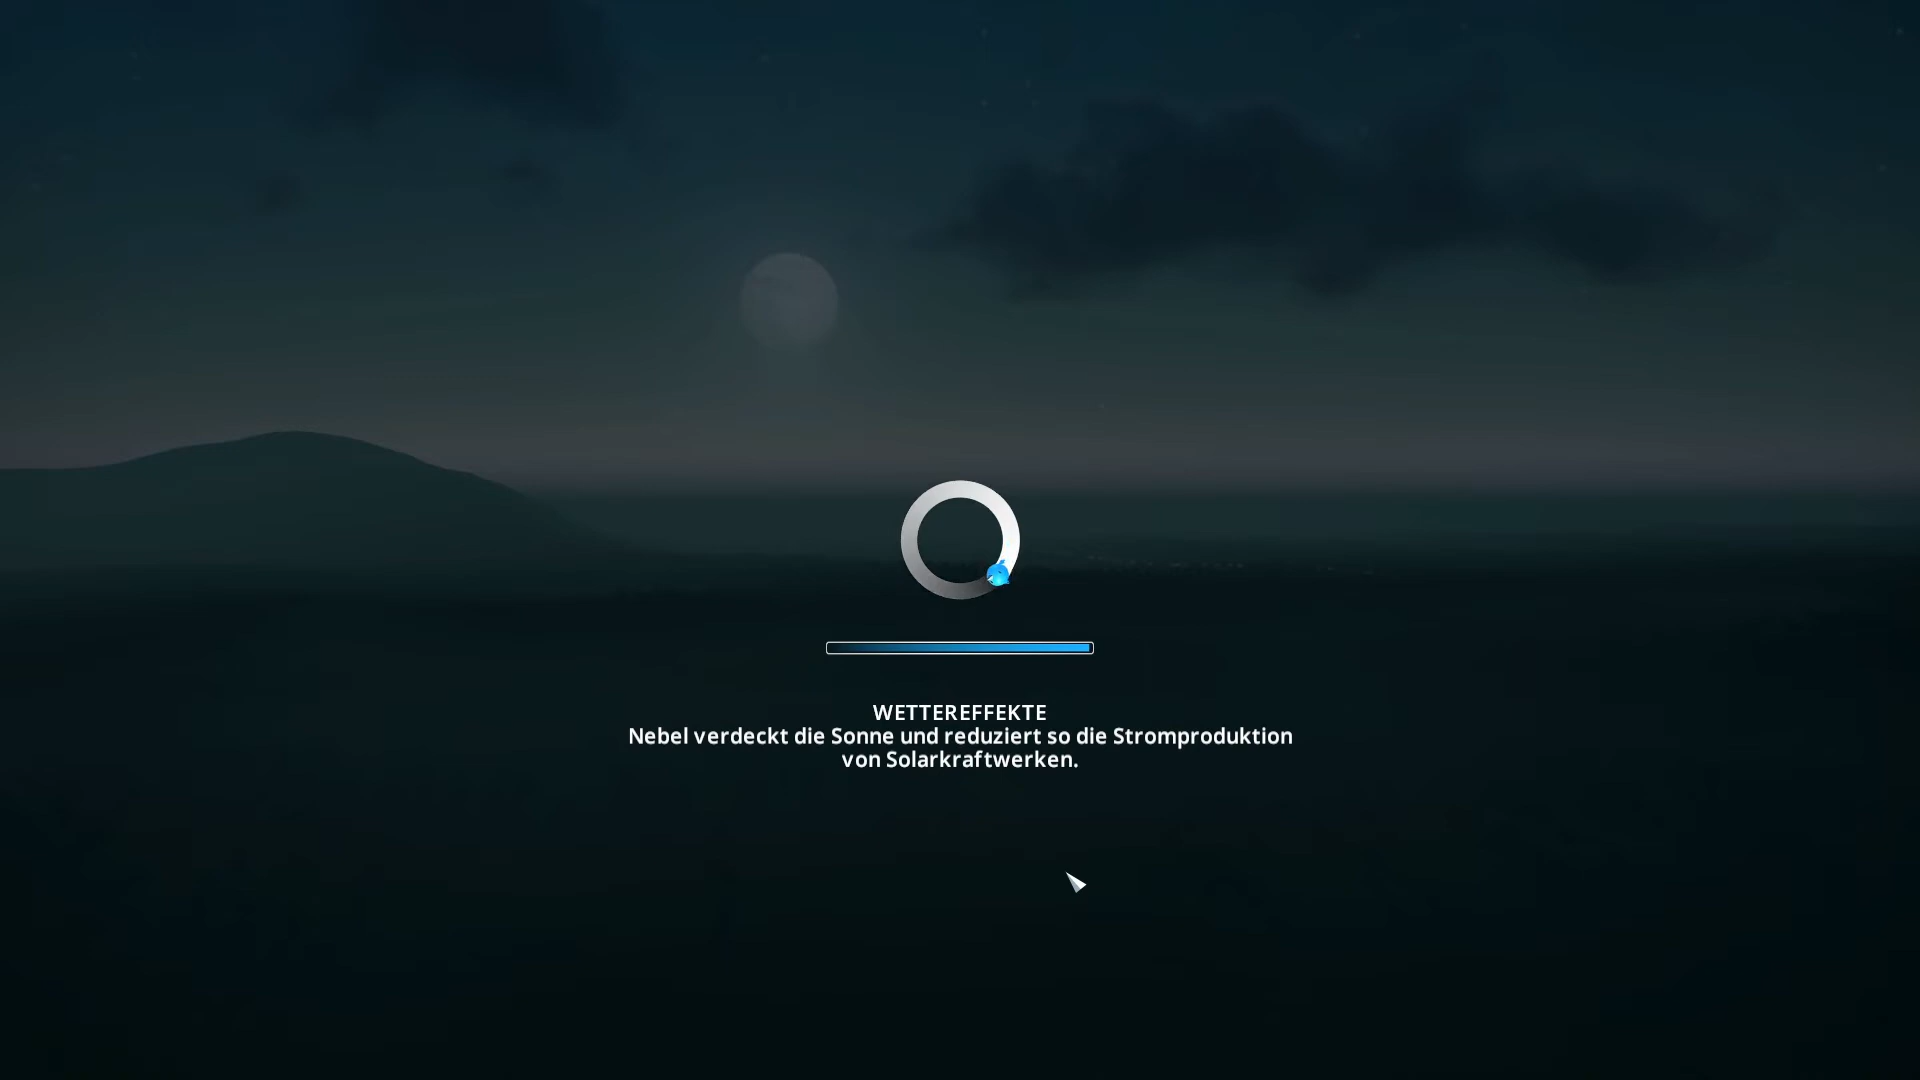 WETTEREFFEKTE
Nebel verdeckt die Sonne und reduziert so die Stromproduktion
von Solarkraftwerken.